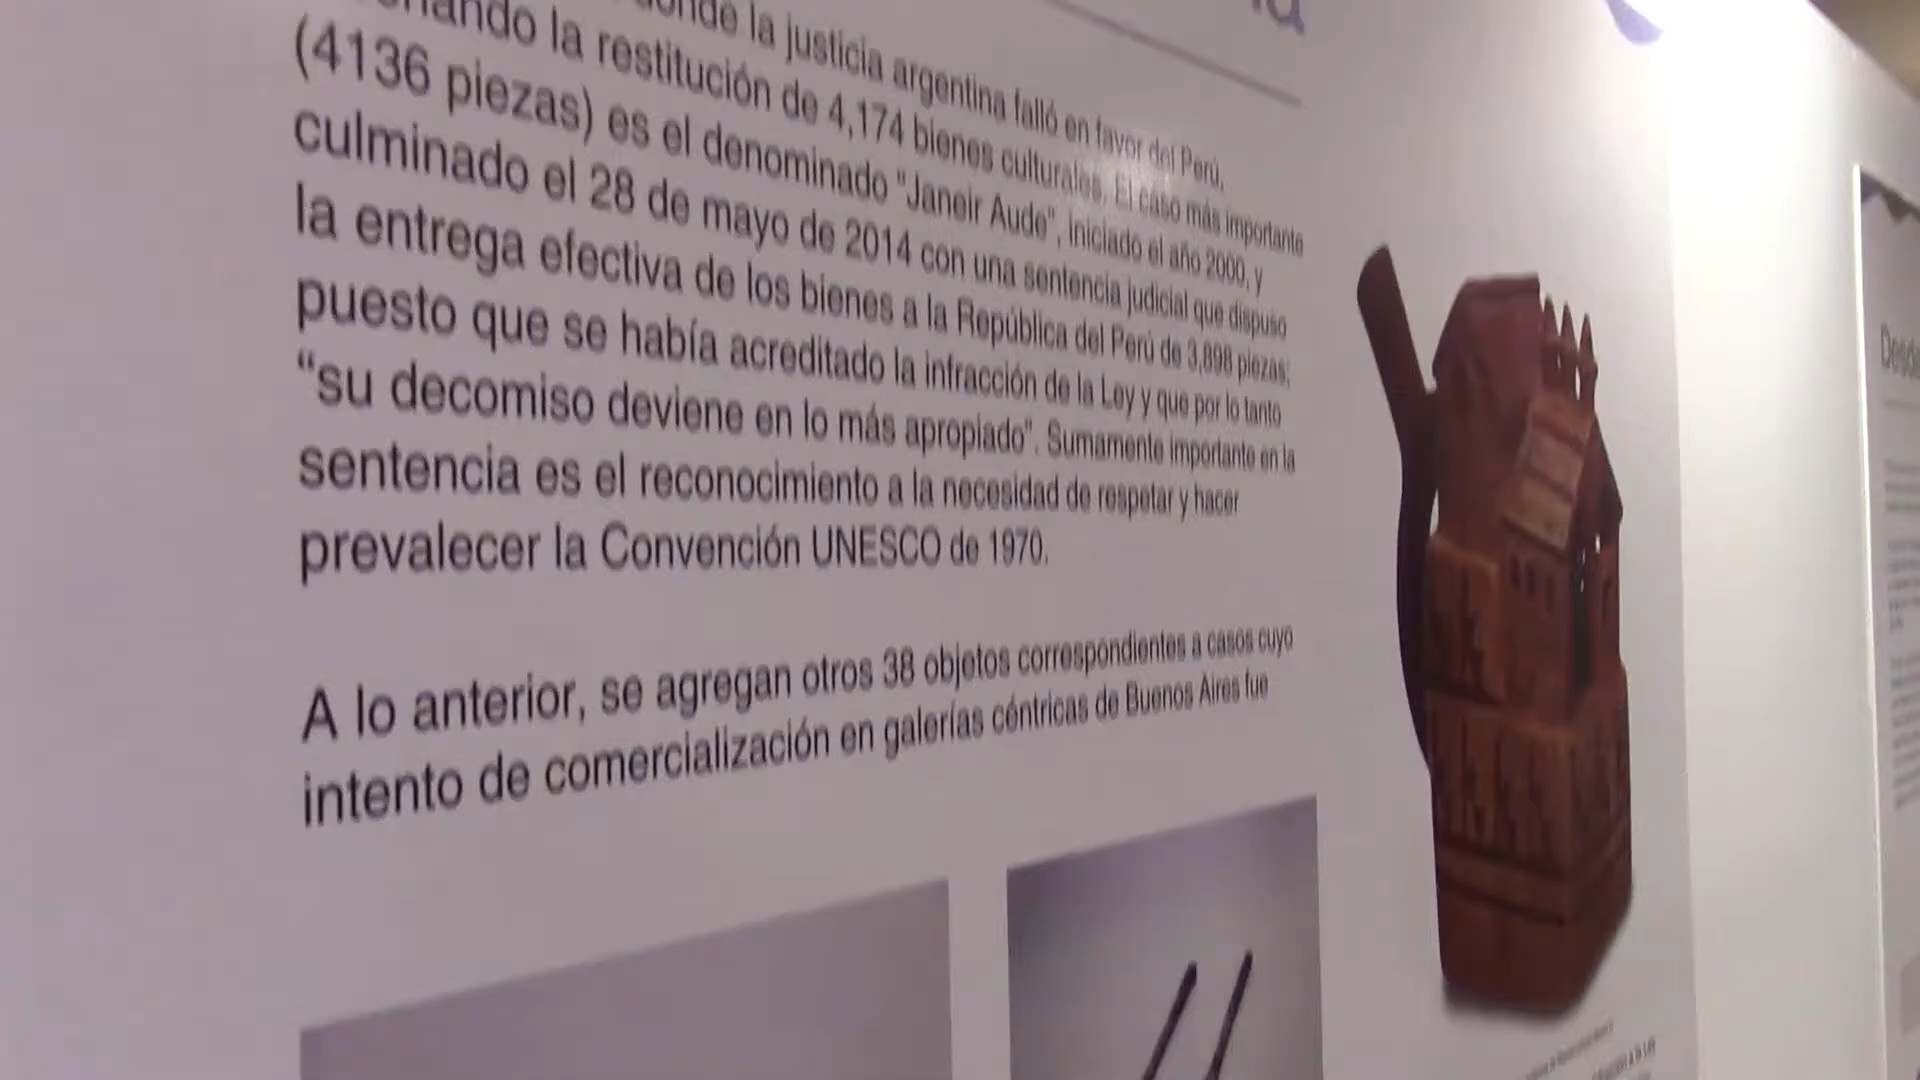 donde la justicia argentina falló en favor del Perú,
la restitución de 4,174 bienes culturales. El caso más importante
(4136 piezas) es el denominado "Janeir Aude", iniciado el año 2000, y
culminado el 28 de mayo de 2014 con una sentencia judicial que dispuso
la entrega efectiva de los bienes a la República del Perú de 3,898 piezas;
puesto que se había acreditado la infracción de la Ley y que por lo tanto
“su decomiso deviene en lo más apropiado". Sumamente importante en la
sentencia es el reconocimiento a la necesidad de respetar y hacer
prevalecer la Convención UNESCO de 1970.
A lo anterior, se agregan otros 38 objetos correspondientes a casos cuyo
intento de comercialización en galerías céntricas de Buenos Aires fue